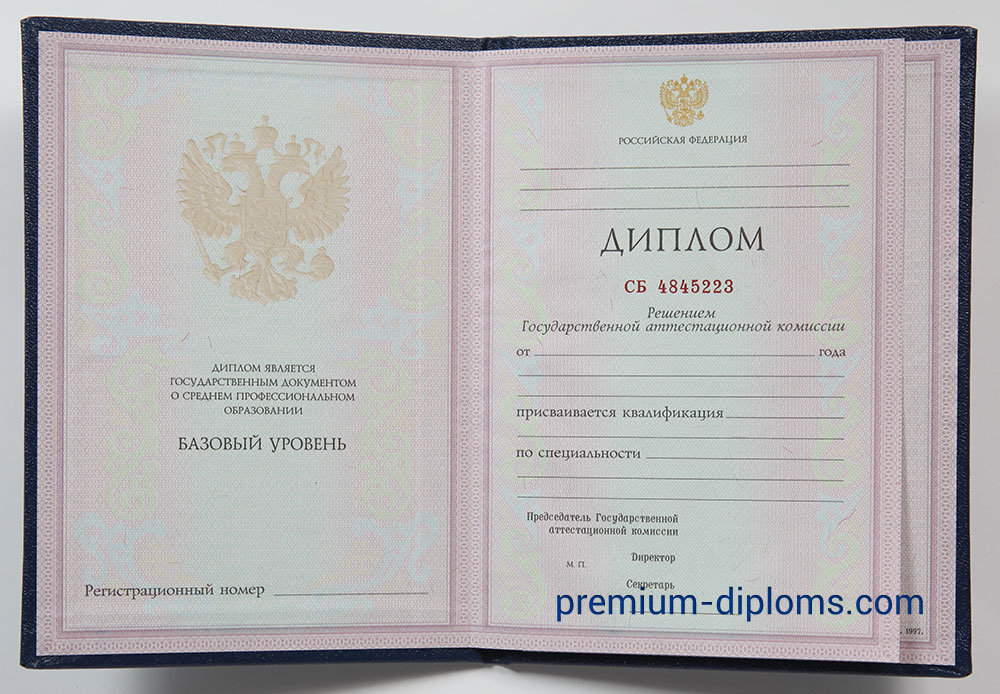 ДИПЛОМ ЯВЛЯЕТСЯ
ГОСУДАРСТВЕННЫМ ДОКУМЕНТОМ
О СРЕДНЕМ ПРОФЕССИОНАЛЬНОМ
ОБРАЗОВАНИИ
БАЗОВЫЙ УРОВЕНЬ
Регистрационный номер
РОССИЙСКАЯ ФЕДЕРАЦИЯ
ДИПЛОМ
СБ 4845223
Решением
Государственной аттестационной комиссии
от года
присваивается квалификация
по специальности
Председатель Государственной
аттестационной комиссии
Директор
М. П.
Секретарь
premium-diploms.com
1997.